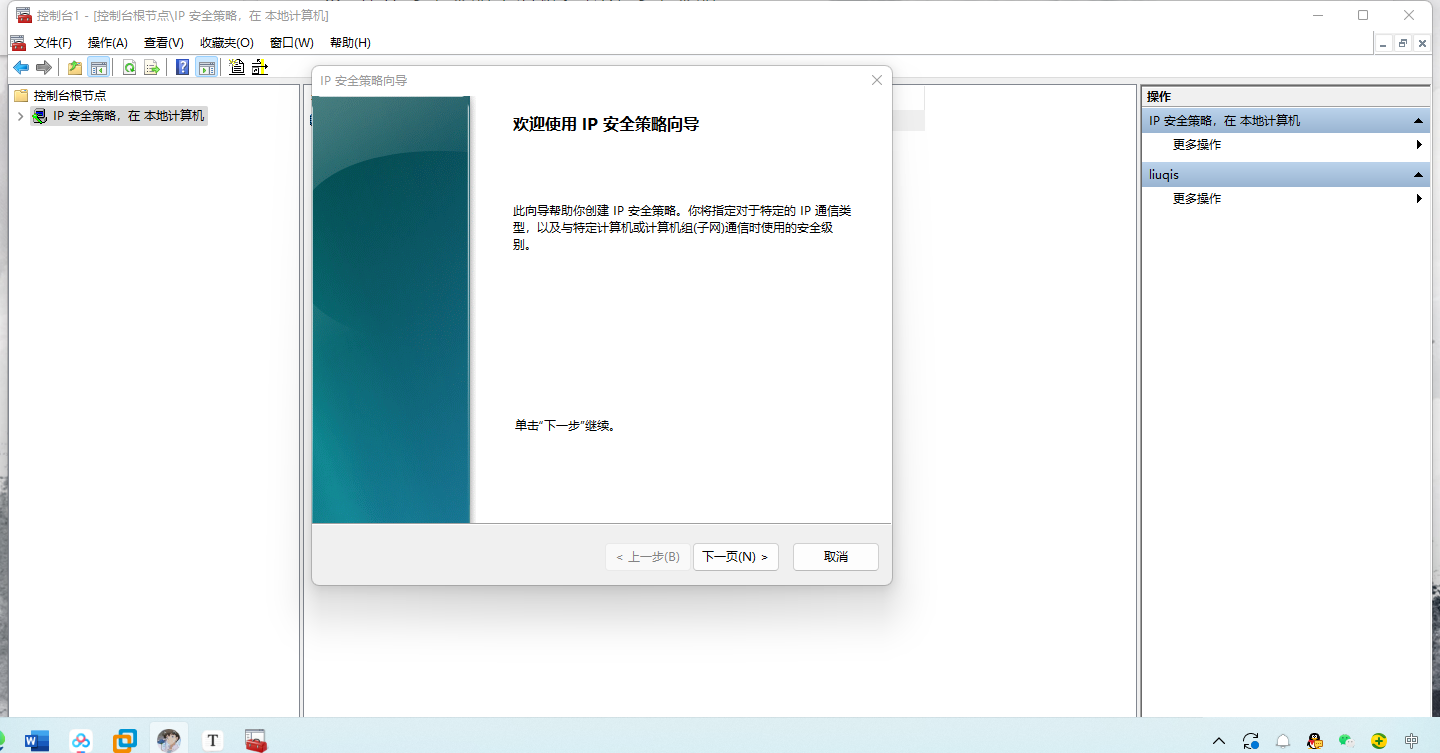 控制台1 - [控制台根节点\IP 安全策略，在 本地计算机]
文件(F) 操作(A) 查看(V) 收藏夹(O) 窗口(W) 帮助(H)
IP 安全策略向导
控制台根节点
IP 安全策略，在 本地计算机
欢迎使用 IP 安全策略向导
此向导帮助你创建 IP 安全策略。你将指定对于特定的 IP 通信类
型，以及与特定计算机或计算机组(子网)通信时使用的安全级
别。
单击“下一步”继续。
< 上一步(B) 下一页(N) > 取消
操作
IP 安全策略，在 本地计算机
更多操作
liuqis
更多操作
W
T